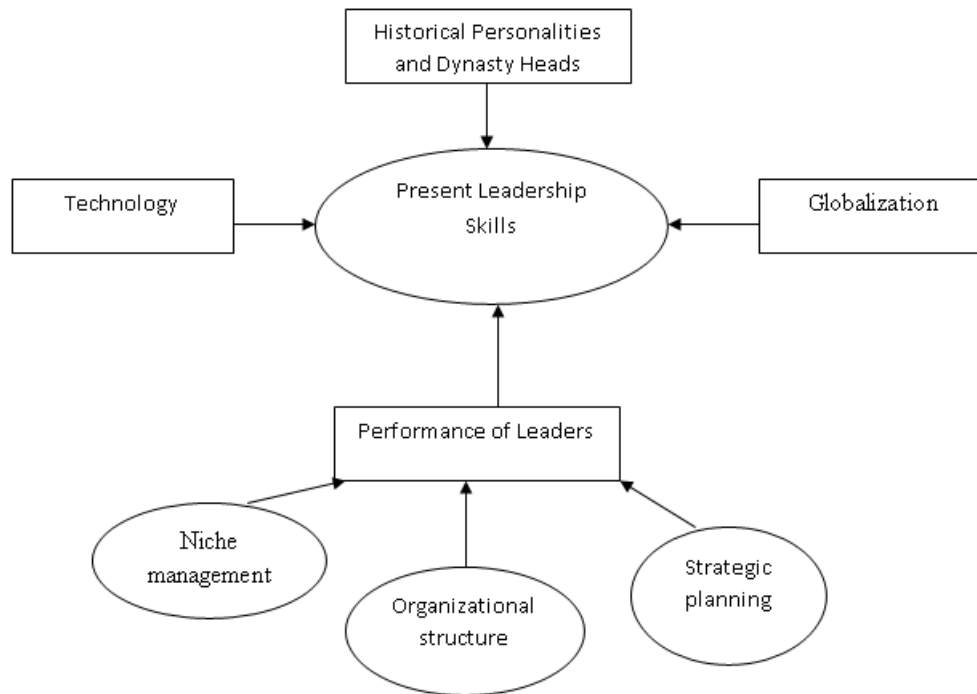 Historical Personalities
and Dynasty Heads
Technology
Present Leadership
Skills
Globalization
Performance of Leaders
Niche
management
Organizational
structure
Strategic
planning